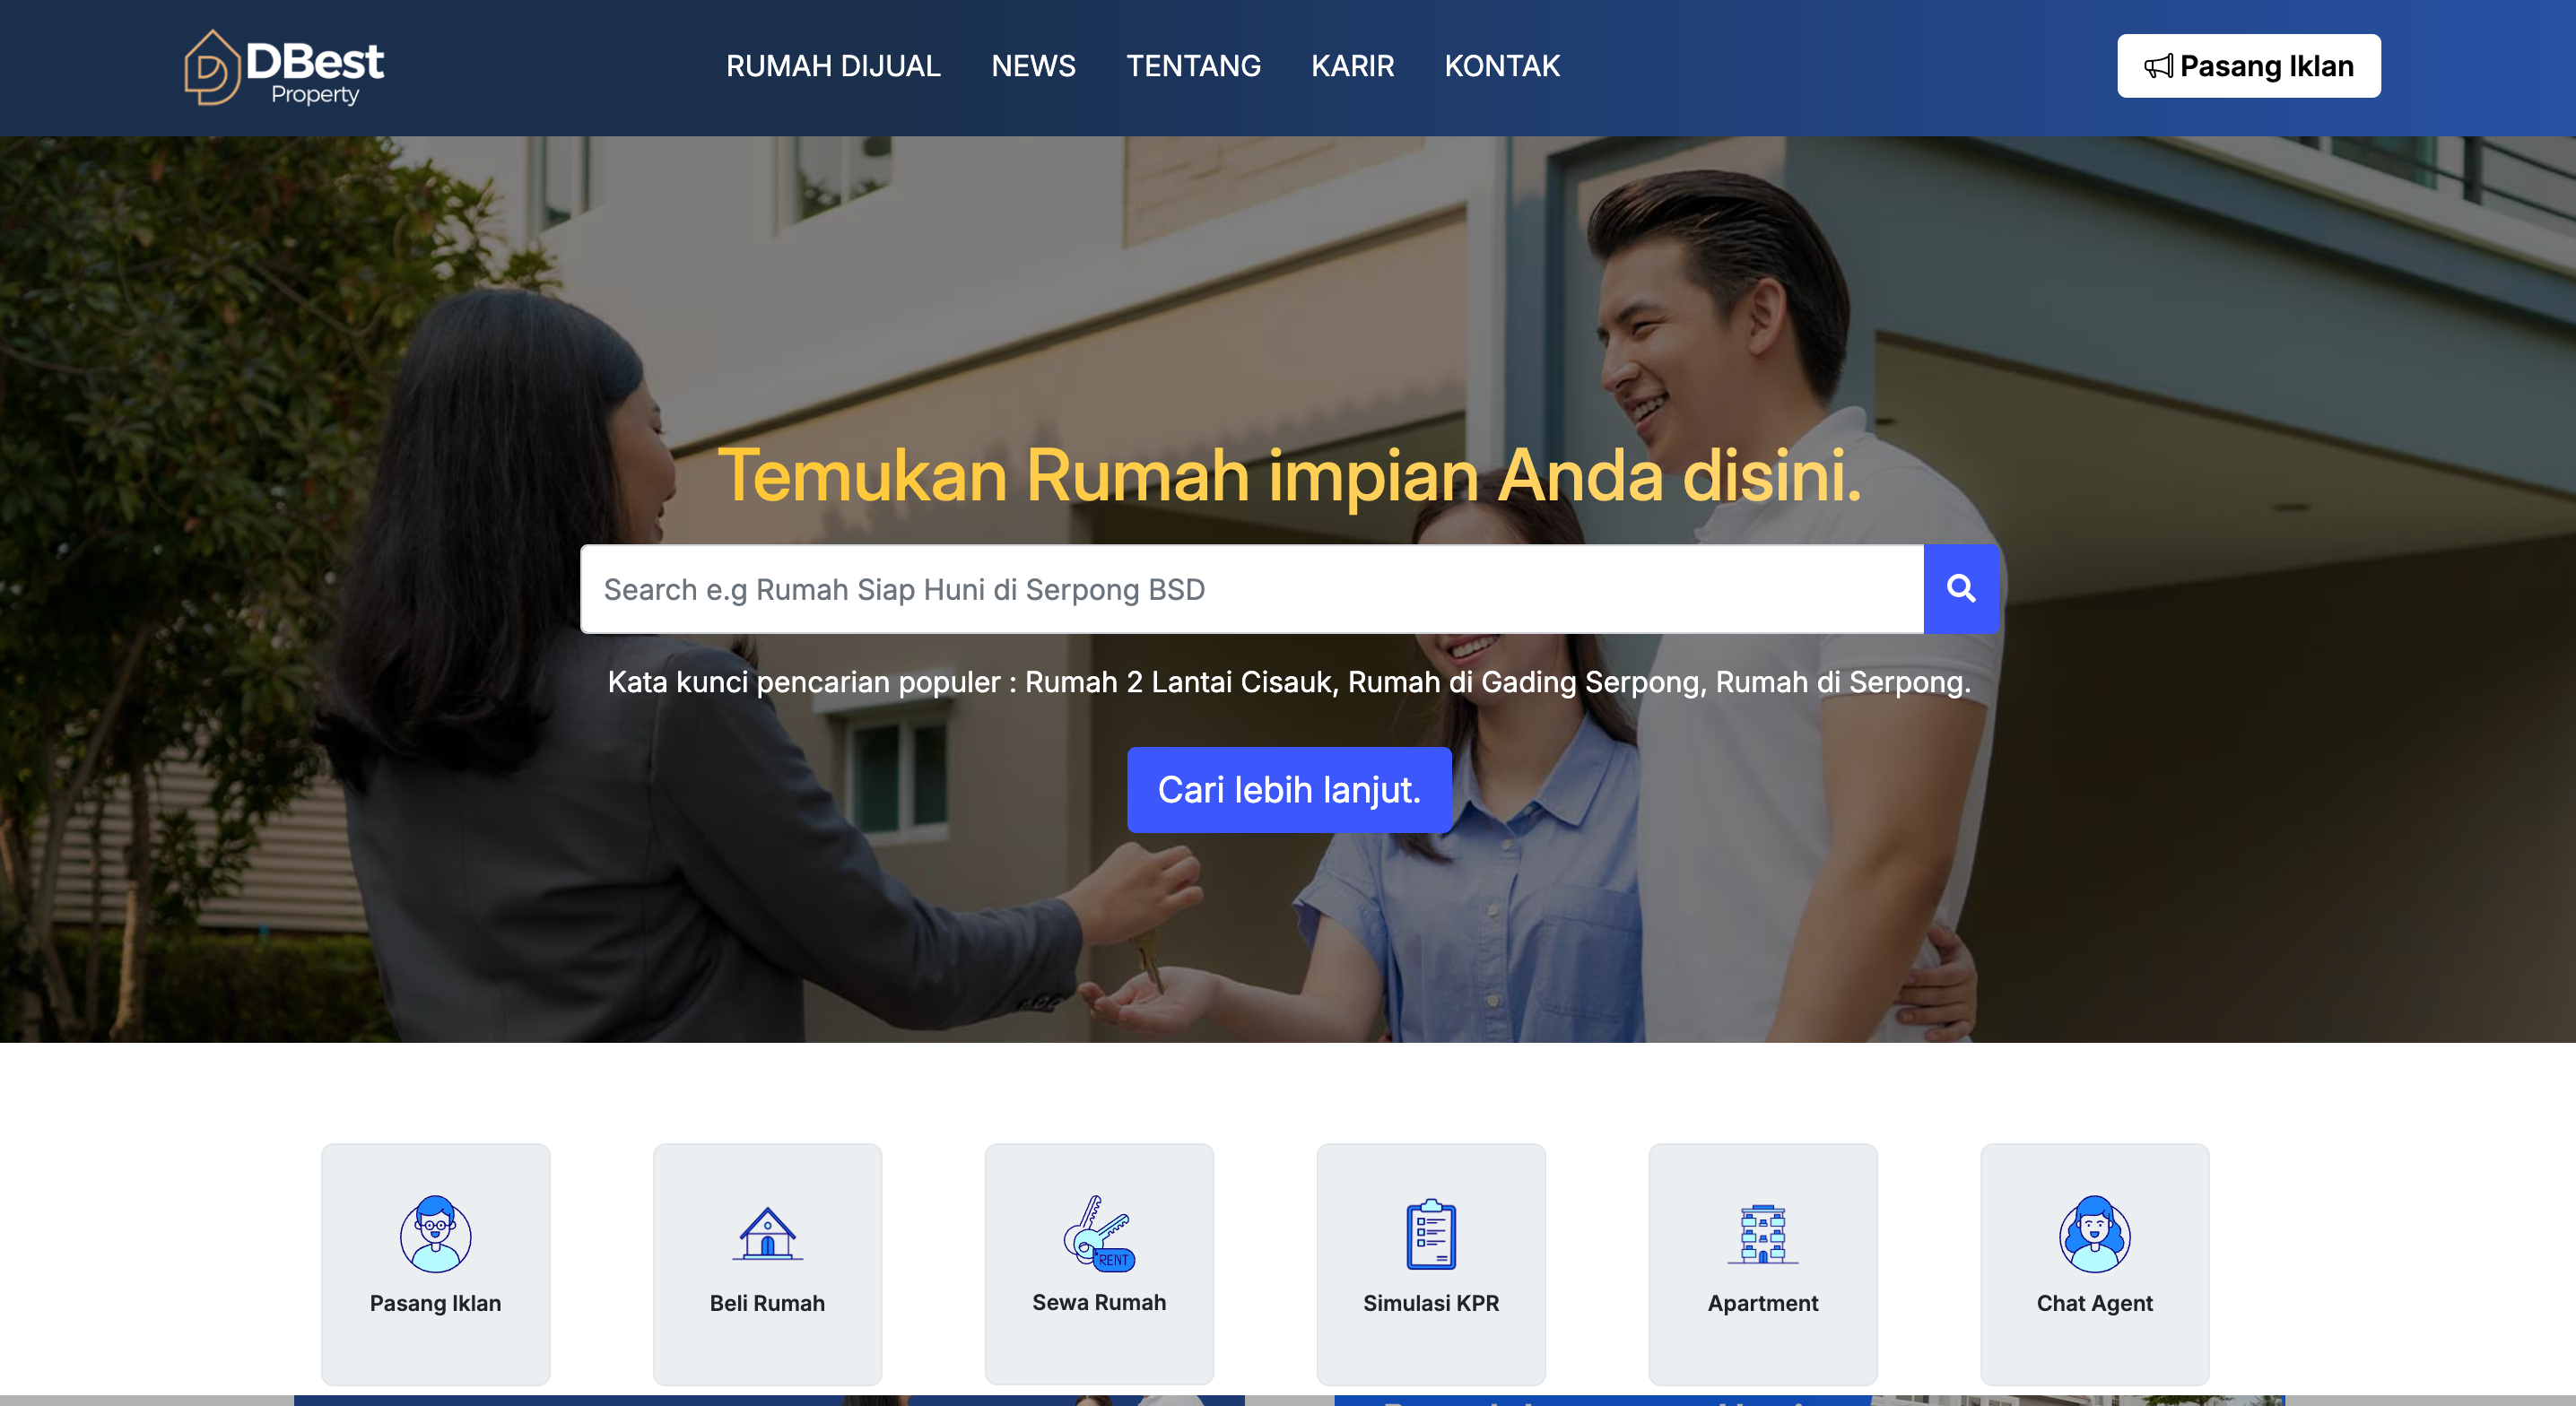 DBest
Property
RUMAH DIJUAL
NEWS
TENTANG
KARIR
KONTAK
Pasang Iklan
Temukan Rumah impian Anda disini.
Search e.g Rumah Siap Huni di Serpong BSD
Kata kunci pencarian populer : Rumah 2 Lantai Cisauk, Rumah di Gading Serpong, Rumah di Serpong.
Cari lebih lanjut.
RENT
Pasang Iklan
Beli Rumah
Sewa Rumah
Simulasi KPR
Apartment
Chat Agent